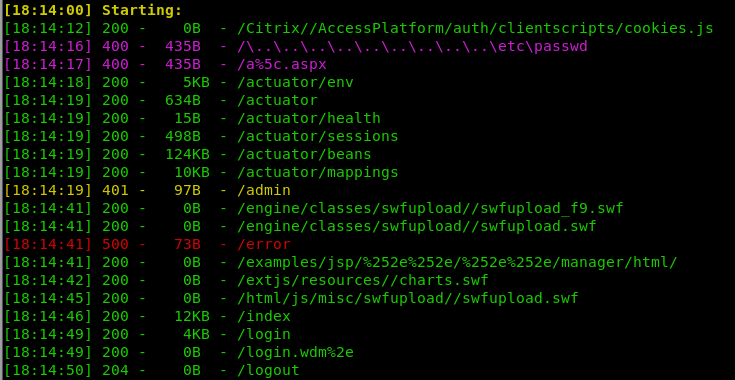 [18:14:00] Starting:
[18:14:12] 200 -    0B  - /Citrix//AccessPlatform/auth/clientscripts/cookies.js
[18:14:16] 400 -  435B  - /\..\..\..\..\..\..\..\..\..\etc\passwd
[18:14:17] 400 -  435B  - /a%5c.aspx
[18:14:18] 200 -    5KB - /actuator/env
[18:14:19] 200 -  634B  - /actuator
[18:14:19] 200 -   15B  - /actuator/health
[18:14:19] 200 -  498B  - /actuator/sessions
[18:14:19] 200 -  124KB - /actuator/beans
[18:14:19] 200 -   10KB - /actuator/mappings
[18:14:19] 401 -   97B  - /admin
[18:14:41] 200 -    0B  - /engine/classes/swfupload//swfupload_f9.swf
[18:14:41] 200 -    0B  - /engine/classes/swfupload//swfupload.swf
[18:14:41] 500 -   73B  - /error
[18:14:41] 200 -    0B  - /examples/jsp/%252e%252e/%252e%252e/manager/html/
[18:14:42] 200 -    0B  - /extjs/resources//charts.swf
[18:14:45] 200 -    0B  - /html/js/misc/swfupload//swfupload.swf
[18:14:46] 200 -   12KB - /index
[18:14:49] 200 -    4KB - /login
[18:14:49] 200 -    0B  - /login.wdm%2e
[18:14:50] 204 -    0B  - /logout